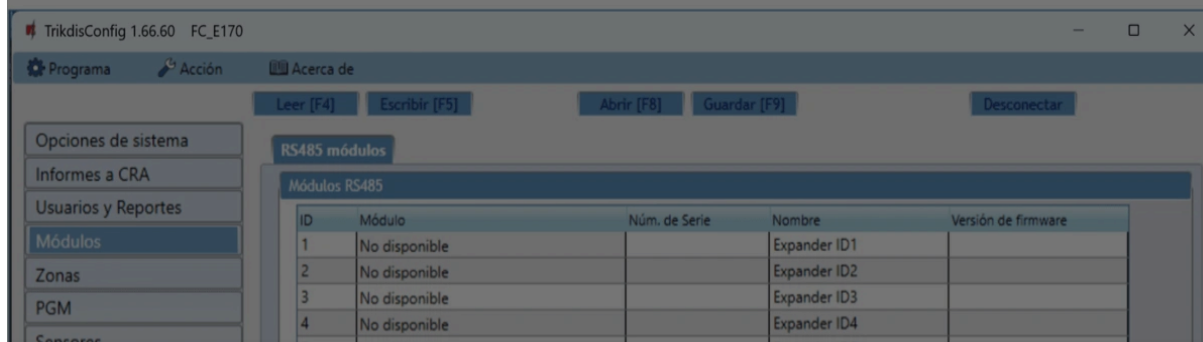 TrikdisConfig 1.66.60 FC_E170
Programa Acción Acerca de
Leer [F4] Escribir [F5] Abrir [F8] Guardar [F9] Desconectar
Opciones de sistema
Informes a CRA
Usuarios y Reportes
Módulos
Zonas
PGM
Sensores
RS485 módulos
Módulos RS485
ID Módulo Núm. de Serie Nombre Versión de firmware
1 No disponible Expander ID1
2 No disponible Expander ID2
3 No disponible Expander ID3
4 No disponible Expander ID4